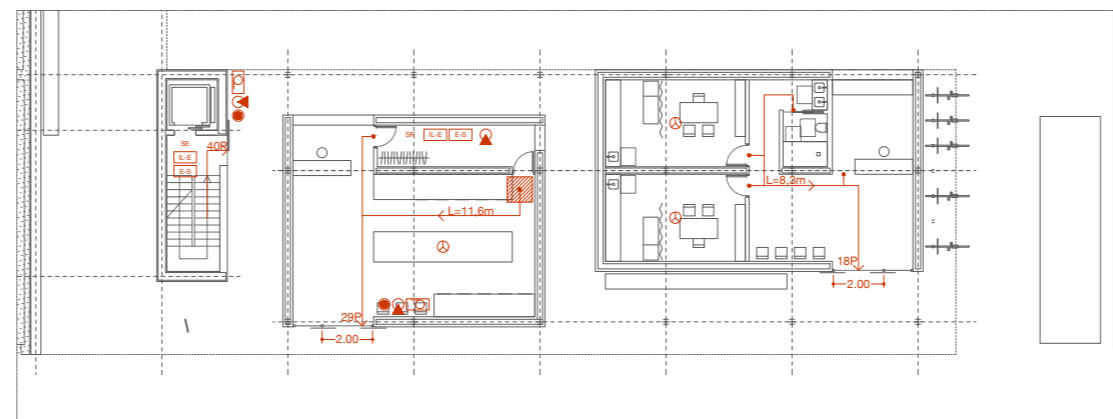 SE
40P
IL-E
E-S
SR
IL-E
E-S
L=11,6m
29P
2.00
L=8,3m
18P
2.00